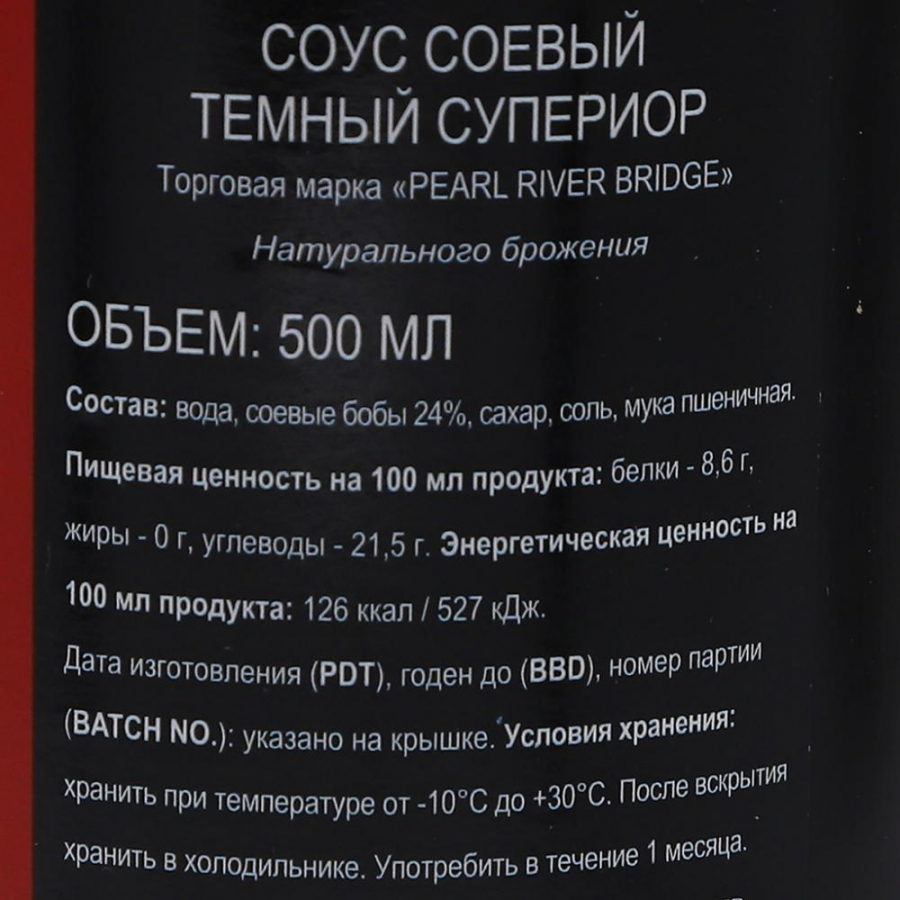 СОУС СОЕВЫЙ
ТЕМНЫЙ СУПЕРИОР
Торговая марка «PEARL RIVER BRIDGE»
Натурального брожения
ОБЪЕМ: 500 МЛ
Состав: вода, соевые бобы 24%, сахар, соль, мука пшеничная.
Пищевая ценность на 100 мл продукта: белки - 8,6 г,
жиры - 0 г, углеводы - 21,5 г. Энергетическая ценность на
100 мл продукта: 126 ккал / 527 кДж.
Дата изготовления (PDT), годен до (BBD), номер партии
(BATCH NO.): указано на крышке. Условия хранения:
хранить при температуре от -10°C до +30°C. После вскрытия
хранить в холодильнике. Употребить в течение 1 месяца.